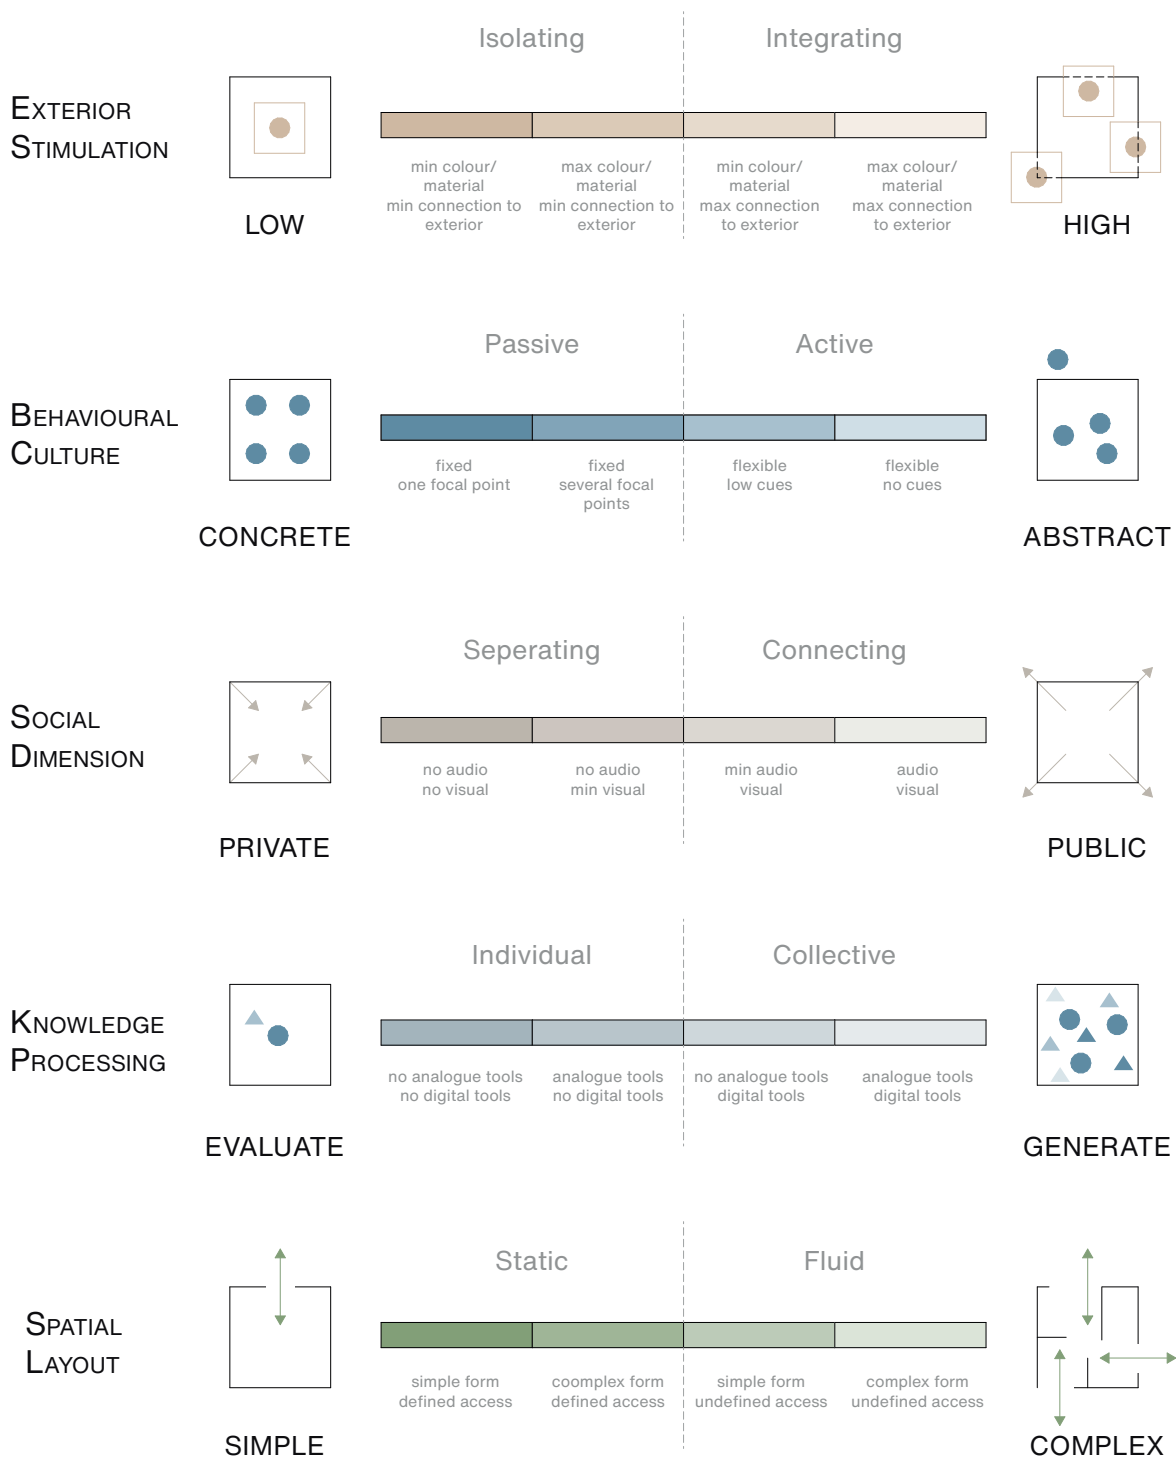 Isolating
Integrating
EXTERIOR
STIMULATION
min colour/
material
min connection to
exterior
max colour/
material
min connection to
exterior
min colour/
material
max connection
to exterior
max colour/
material
max connection
to exterior
LOW
HIGH
Passive
Active
BEHAVIOURAL
CULTURE
fixed
one focal point
fixed
several focal
points
flexible
low cues
flexible
no cues
CONCRETE
ABSTRACT
Seperating
Connecting
SOCIAL
DIMENSION
no audio
no visual
no audio
min visual
min audio
visual
audio
visual
PRIVATE
PUBLIC
Individual
Collective
KNOWLEDGE
PROCESSING
no analogue tools
no digital tools
analogue tools
no digital tools
no analogue tools
digital tools
analogue tools
digital tools
EVALUATE
GENERATE
Static
Fluid
SPATIAL
LAYOUT
simple form
defined access
coomplex form
defined access
simple form
undefined access
complex form
undefined access
SIMPLE
COMPLEX